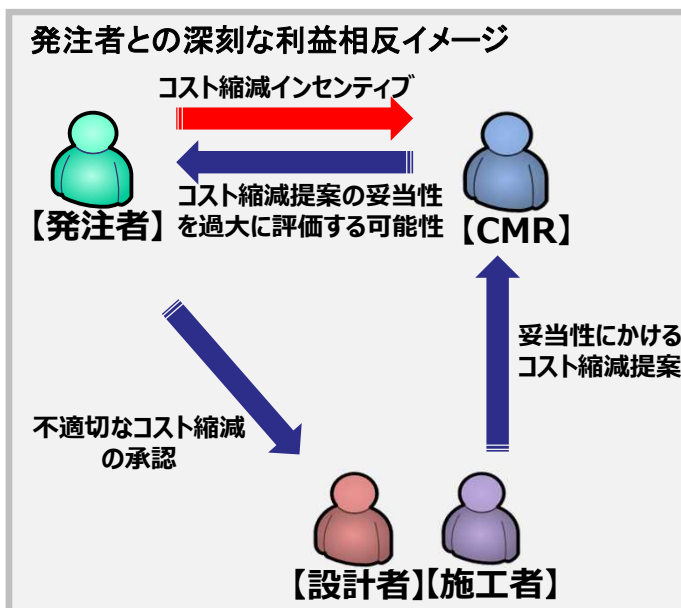 発注者との深刻な利益相反イメージ
コスト縮減インセンティブ
コスト縮減提案の妥当性
を過大に評価する可能性
【発注者】
【CMR】
妥当性にかける
コスト縮減提案
不適切なコスト縮減
の承認
【設計者】【施工者】